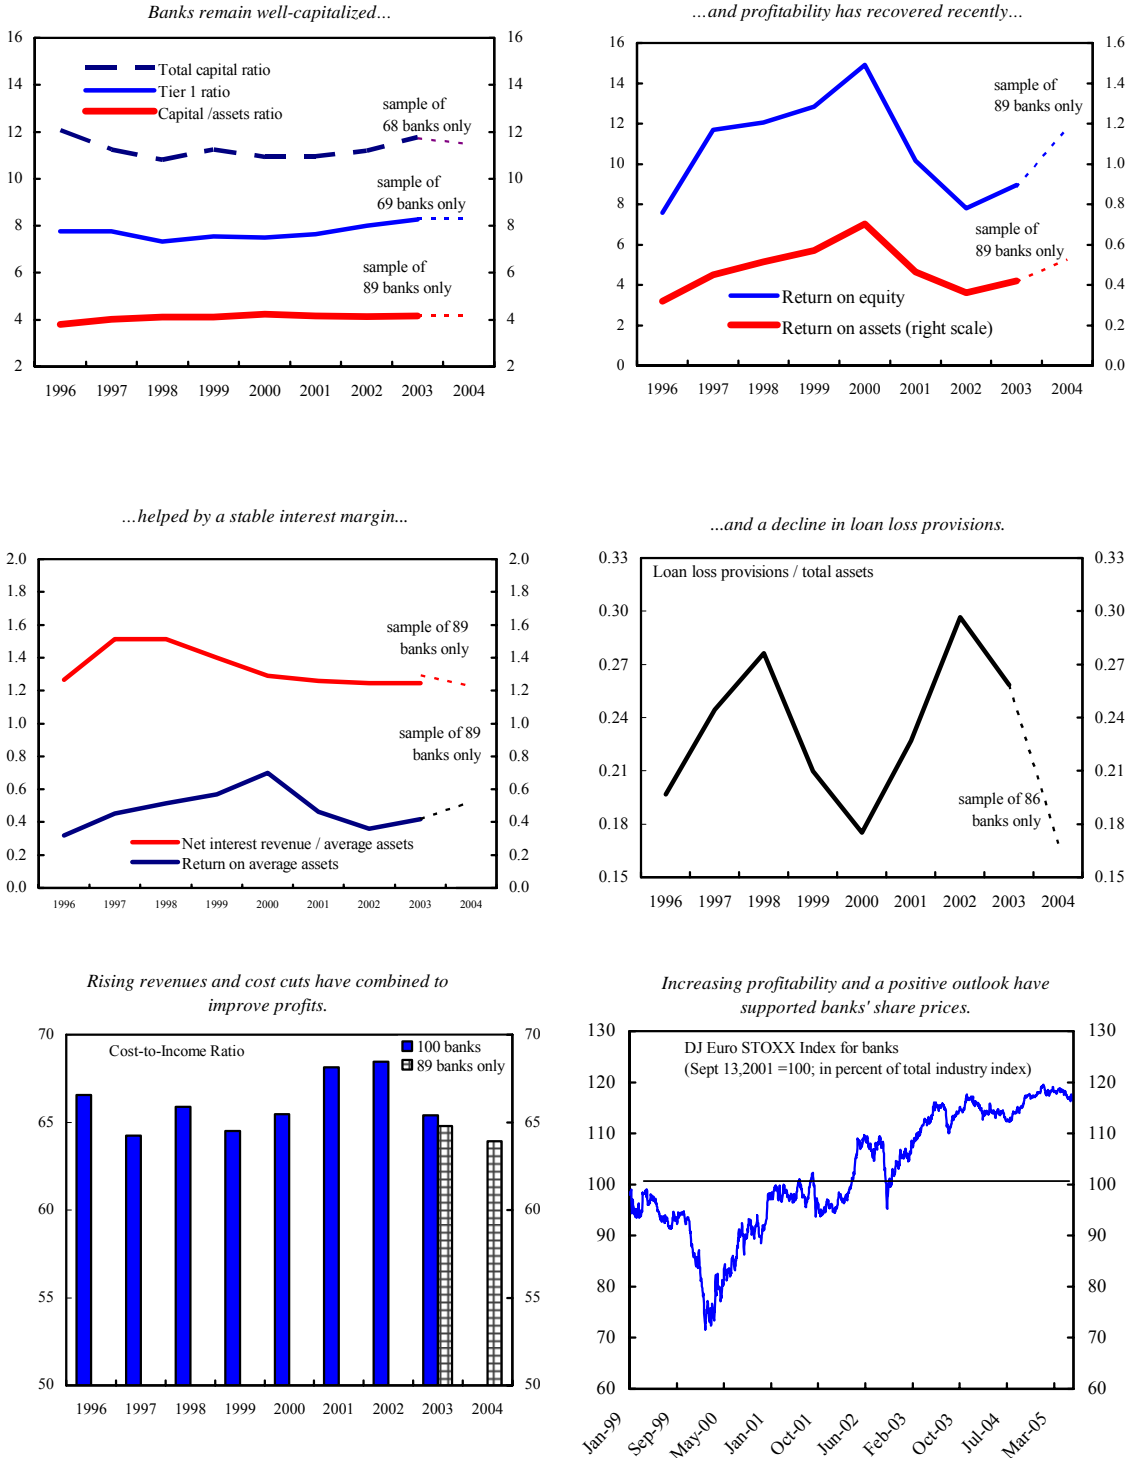 Banks remain well-capitalized…
16
14
12
10
8
6
4
2
16
14
12
10
8
6
4
2
Total capital ratio
Tier 1 ratio
Capital /assets ratio
sample of
68 banks only
sample of
69 banks only
sample of
89 banks only
1996 1997 1998 1999 2000 2001 2002 2003 2004
…and profitability has recovered recently…
16
14
12
10
8
6
4
2
0
1.6
1.4
1.2
1.0
0.8
0.6
0.4
0.2
0.0
sample of
89 banks only
sample of
89 banks only
Return on equity
Return on assets (right scale)
1996 1997 1998 1999 2000 2001 2002 2003 2004
…helped by a stable interest margin...
2.0
1.8
1.6
1.4
1.2
1.0
0.8
0.6
0.4
0.2
0.0
2.0
1.8
1.6
1.4
1.2
1.0
0.8
0.6
0.4
0.2
0.0
sample of 89
banks only
sample of 89
banks only
Net interest revenue / average assets
Return on average assets
1996 1997 1998 1999 2000 2001 2002 2003 2004
...and a decline in loan loss provisions.
0.33
0.30
0.27
0.24
0.21
0.18
0.15
0.33
0.30
0.27
0.24
0.21
0.18
0.15
Loan loss provisions / total assets
sample of 86
banks only
1996 1997 1998 1999 2000 2001 2002 2003 2004
Rising revenues and cost cuts have combined to
improve profits.
70
65
60
55
50
70
65
60
55
50
Cost-to-Income Ratio
100 banks
89 banks only
1996 1997 1998 1999 2000 2001 2002 2003 2004
Increasing profitability and a positive outlook have
supported banks' share prices.
130
120
110
100
90
80
70
60
130
120
110
100
90
80
70
60
DJ Euro STOXX Index for banks
(Sept 13,2001 =100; in percent of total industry index)
Jan-99 Sep-99 May-00 Jan-01 Oct-01 Jun-02 Feb-03 Oct-03 Jul-04 Mar-05